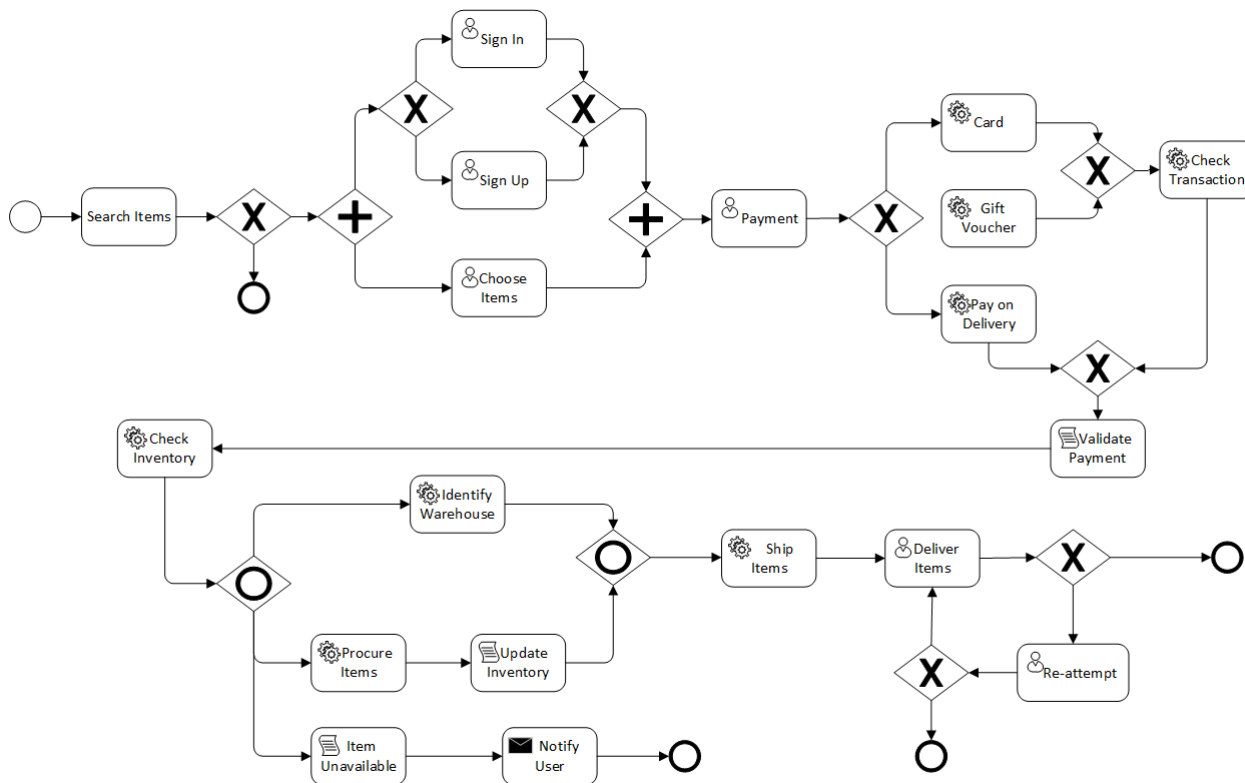 Sign In
Sign Up
Search Items
Choose
Items
Payment
Card
Gift
Voucher
Pay on
Delivery
Check
Transaction
Validate
Payment
Check
Inventory
Identify
Warehouse
Procure
Items
Update
Inventory
Item
Unavailable
Notify
User
Ship
Items
Deliver
Items
Re-attempt